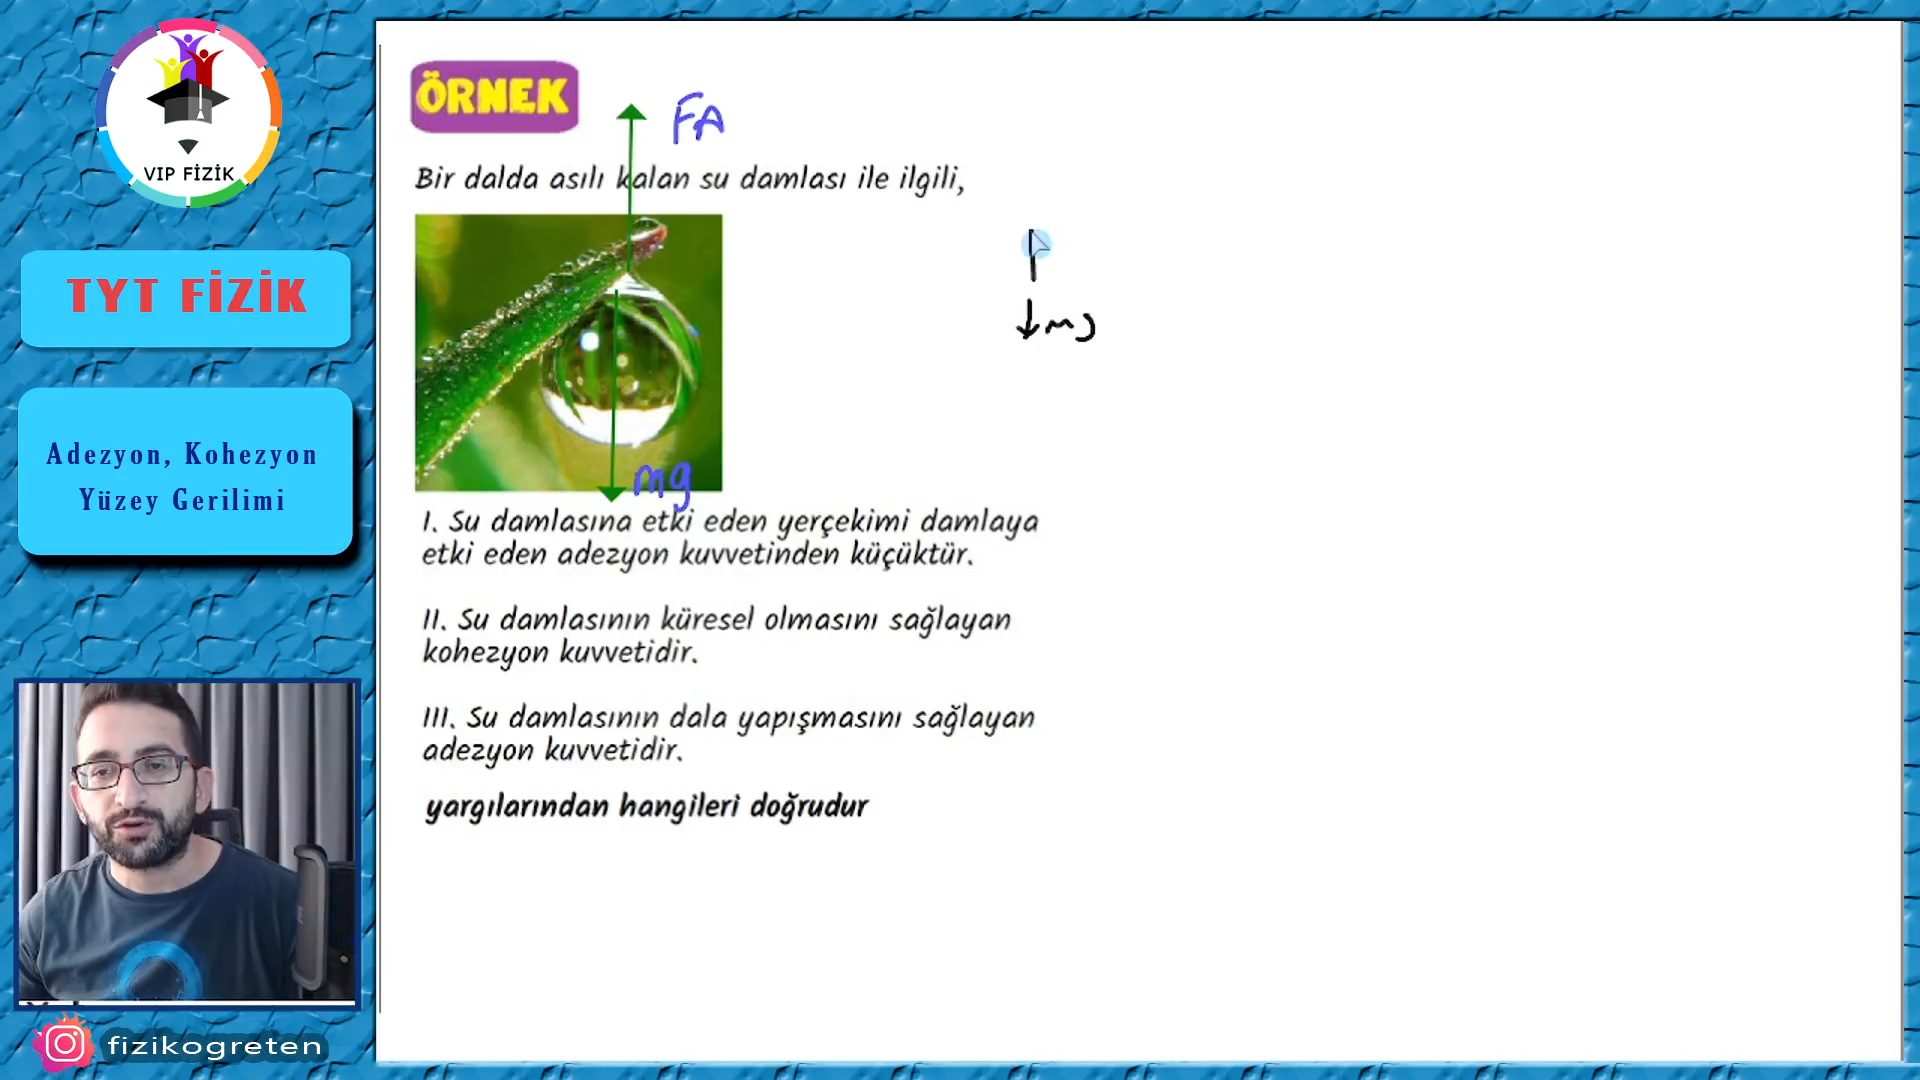 VIP FİZİK
TYT FİZİK
Adezyon, Kohezyon
Yüzey Gerilimi
fizikogreten
ÖRNEK
FA
Bir dalda asılı kalan su damlası ile ilgili,
mg
mg
I. Su damlasına etki eden yerçekimi damlaya
etki eden adezyon kuvvetinden küçüktür.
II. Su damlasının küresel olmasını sağlayan
kohezyon kuvvetidir.
III. Su damlasının dala yapışmasını sağlayan
adezyon kuvvetidir.
yargılarından hangileri doğrudur